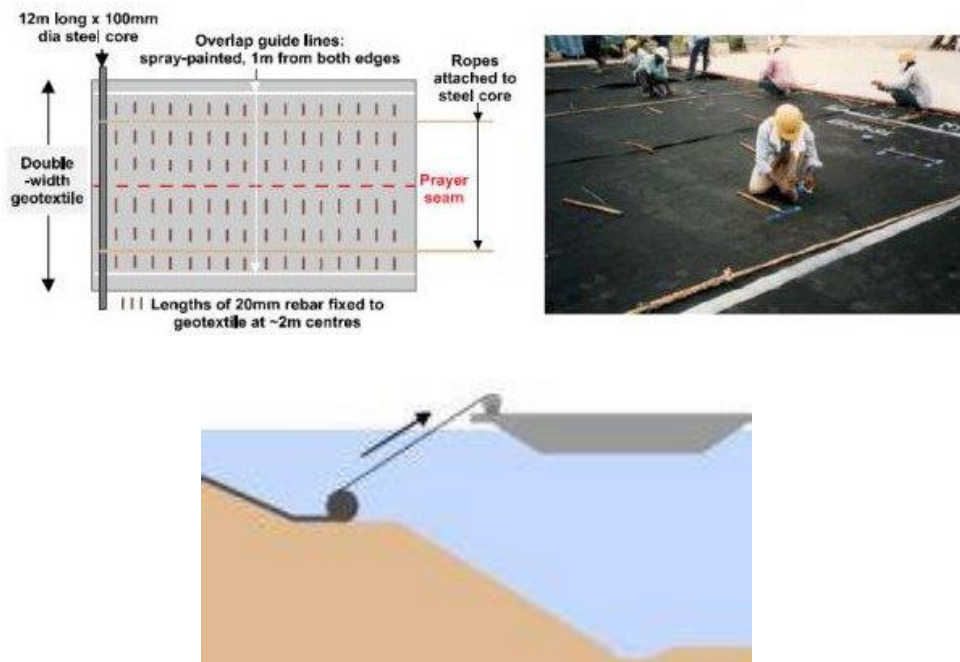 12m long x 100mm
dia steel core
Overlap guide lines:
spray-painted, 1m from both edges
Ropes
attached to
steel core
Double
-width
geotextile
Prayer
seam
Lengths of 20mm rebar fixed to
geotextile at ~2m centres